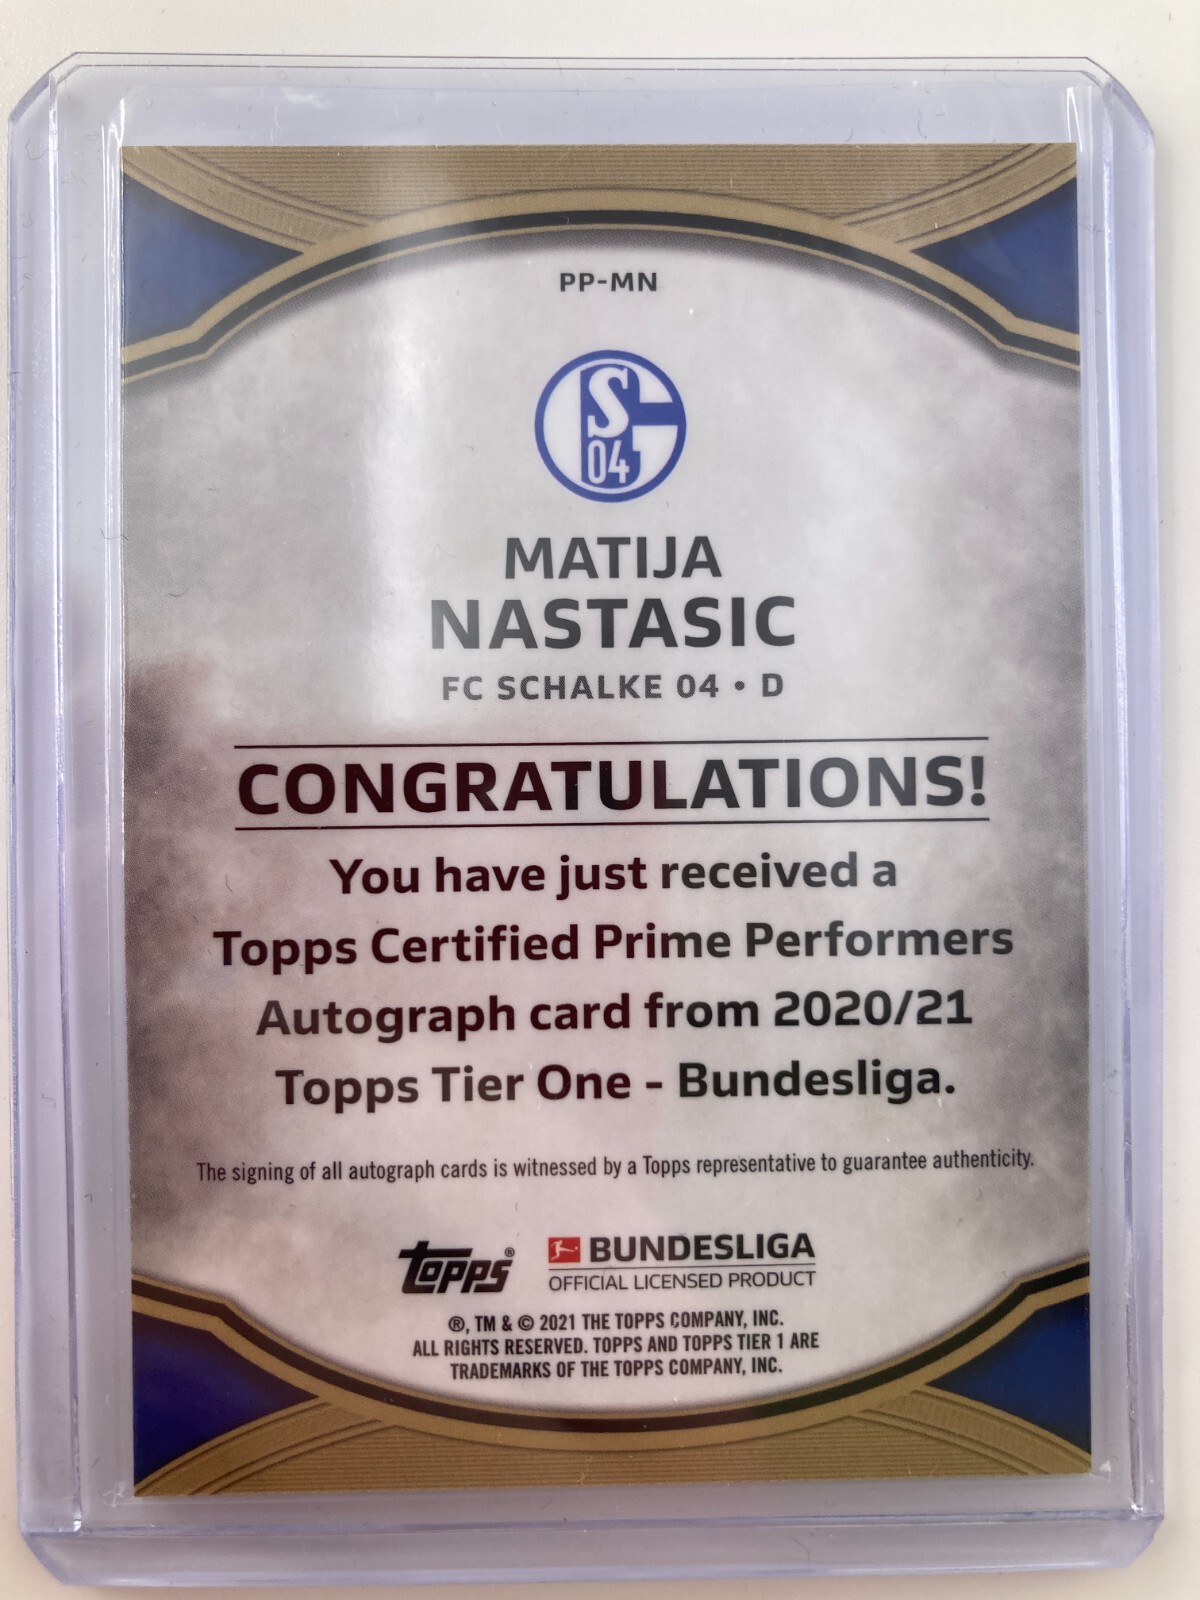 PP-MN
S
04
MATIJA
NASTASIC
FC SCHALKE 04 • D
CONGRATULATIONS!
You have just received a
Topps Certified Prime Performers
Autograph card from 2020/21
Topps Tier One - Bundesliga.
The signing of all autograph cards is witnessed by a Topps representative to guarantee authenticity.
topps® BUNDESLIGA
OFFICIAL LICENSED PRODUCT
®, TM & © 2021 THE TOPPS COMPANY, INC.
ALL RIGHTS RESERVED. TOPPS AND TOPPS TIER 1 ARE
TRADEMARKS OF THE TOPPS COMPANY, INC.